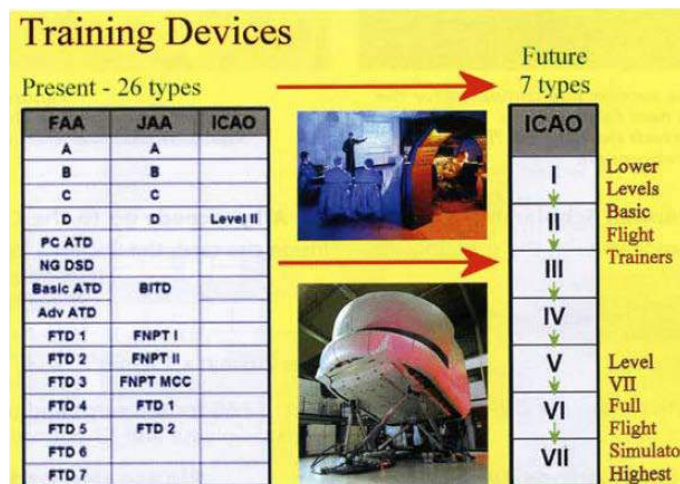 Training Devices
Present - 26 types
Future
7 types
FAA JAA ICAO
A A
B B
C C
D D Level II
PC ATD
NG DSD
Basic ATD BITD
Adv ATD
FTD 1 FNPT I
FTD 2 FNPT II
FTD 3 FNPT MCC
FTD 4 FTD 1
FTD 5 FTD 2
FTD 6
FTD 7
ICAO
I
II
III
IV
V
VI
VII
Lower
Levels
Basic
Flight
Trainers
Level
VII
Full
Flight
Simulato
Highest